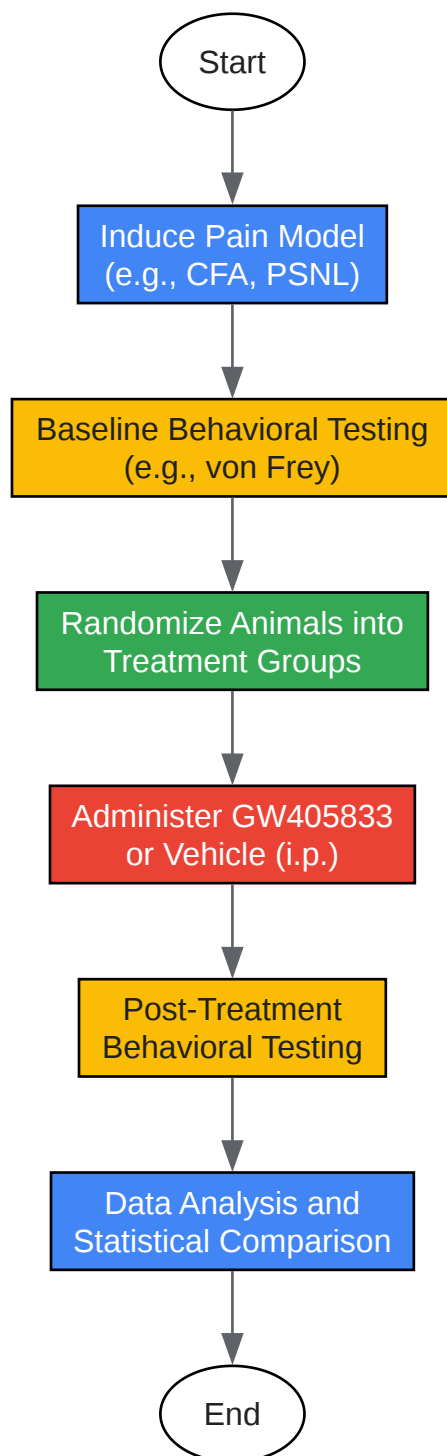 Start
Induce Pain Model
(e.g., CFA, PSNL)
Baseline Behavioral Testing
(e.g., von Frey)
Randomize Animals into
Treatment Groups
Administer GW405833
or Vehicle (i.p.)
Post-Treatment
Behavioral Testing
Data Analysis and
Statistical Comparison
End